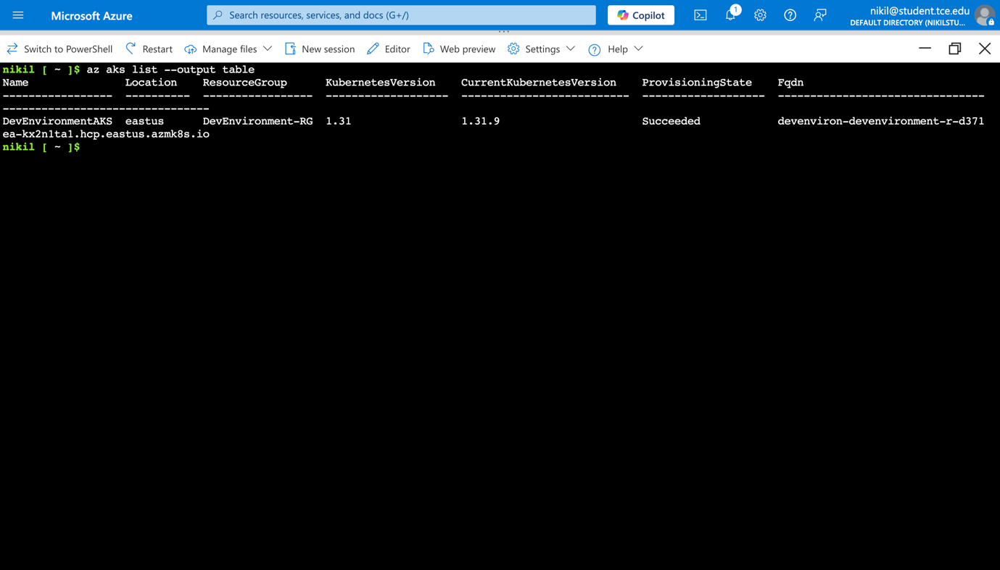 Microsoft Azure
Search resources, services, and docs (G+/)
Copilot
1
nikil@student.tce.edu
DEFAULT DIRECTORY (NIKILSTU...
Switch to PowerShell Restart Manage files New session Editor Web preview Settings Help
nikil [ ~ ]$ az aks list --output table
Name Location ResourceGroup KubernetesVersion CurrentKubernetesVersion ProvisioningState Fqdn
----------------- ---------- ----------------- ------------------- -------------------------- ------------------- --------------------------------
--------------------------------
DevEnvironmentAKS eastus DevEnvironment-RG 1.31 1.31.9 Succeeded devenviron-devenvironment-r-d371
ea-kx2n1ta1.hcp.eastus.azmk8s.io
nikil [ ~ ]$